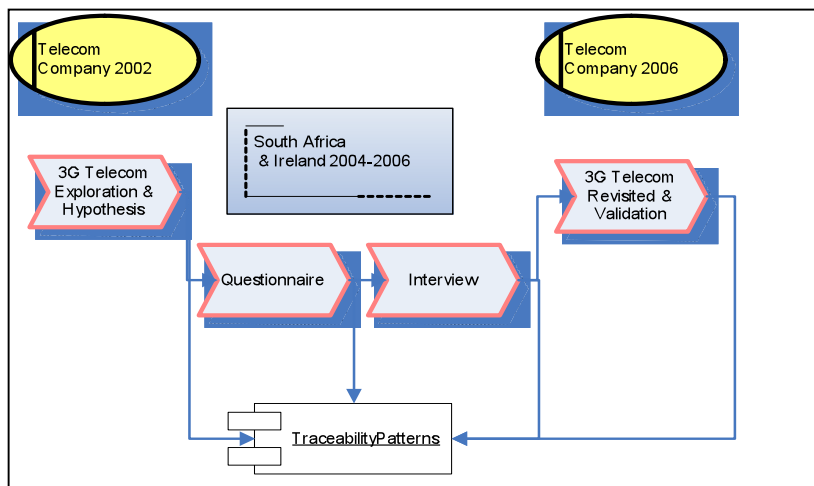 Telecom
Company 2002
Telecom
Company 2006
South Africa
& Ireland 2004-2006
3G Telecom
Exploration &
Hypothesis
3G Telecom
Revisited &
Validation
Questionnaire
Interview
TraceabilityPatterns